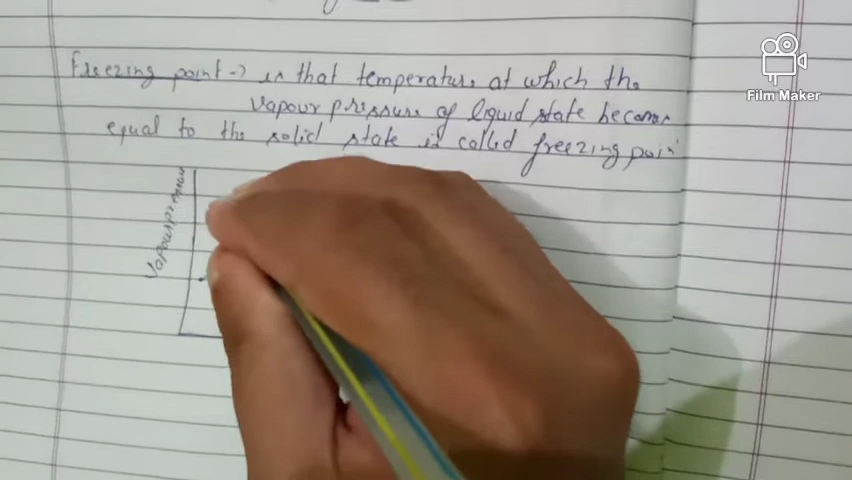 Freezing point → is that temperature at which the
vapour pressure of liquid state becomes
equal to the solid state is called freezing poin
Vapour pressure
Film Maker